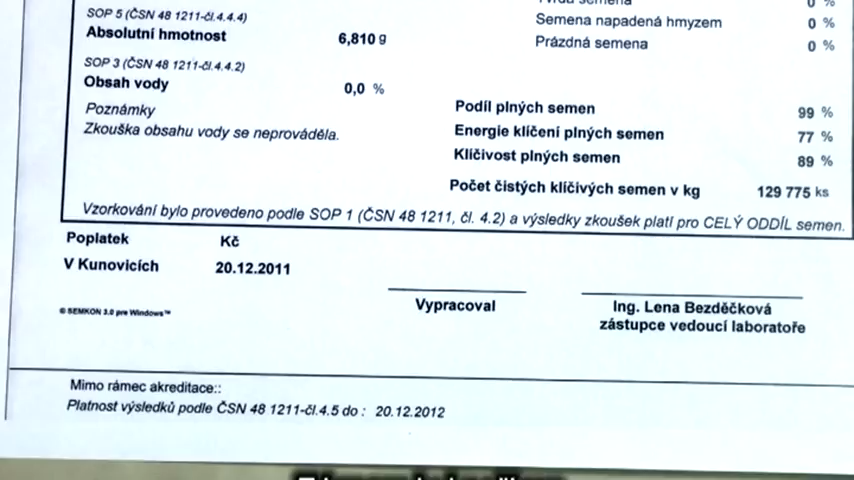 SOP 5 (ČSN 48 1211-čl.4.4.4)
Absolutní hmotnost 6,810 g
SOP 3 (ČSN 48 1211-čl.4.4.2)
Obsah vody 0,0 %
Poznámky
Zkouška obsahu vody se neprováděla.
semena 0 %
Semena napadená hmyzem 0 %
Prázdná semena 0 %
Podíl plných semen 99 %
Energie klíčení plných semen 77 %
Klíčivost plných semen 89 %
Počet čistých klíčivých semen v kg 129 775 ks
Vzorkování bylo provedeno podle SOP 1 (ČSN 48 1211, čl. 4.2) a výsledky zkoušek platí pro CELÝ ODDÍL semen.
Poplatek Kč
V Kunovicích 20.12.2011
Vypracoval
Ing. Lena Bezděčková
zástupce vedoucí laboratoře
© SEMKON 3.0 pre Windows™
Mimo rámec akreditace::
Platnost výsledků podle ČSN 48 1211-čl.4.5 do : 20.12.2012